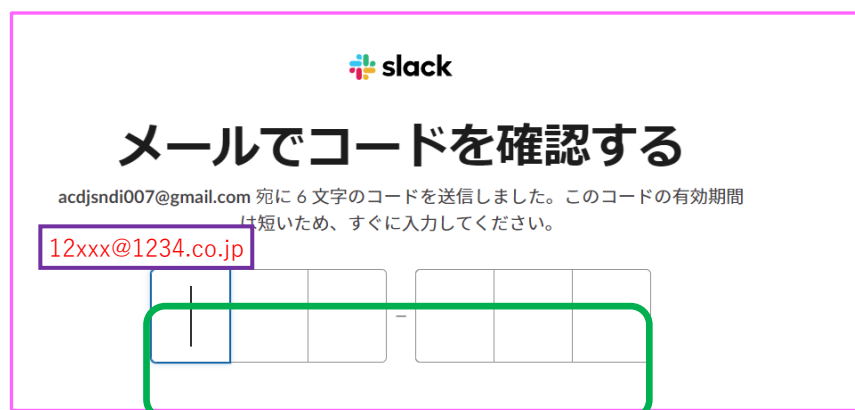 slack
メールでコードを確認する
acdjsndi007@gmail.com 宛に 6 文字のコードを送信しました。このコードの有効期間
は短いため、すぐに入力してください。
12xxx@1234.co.jp
–